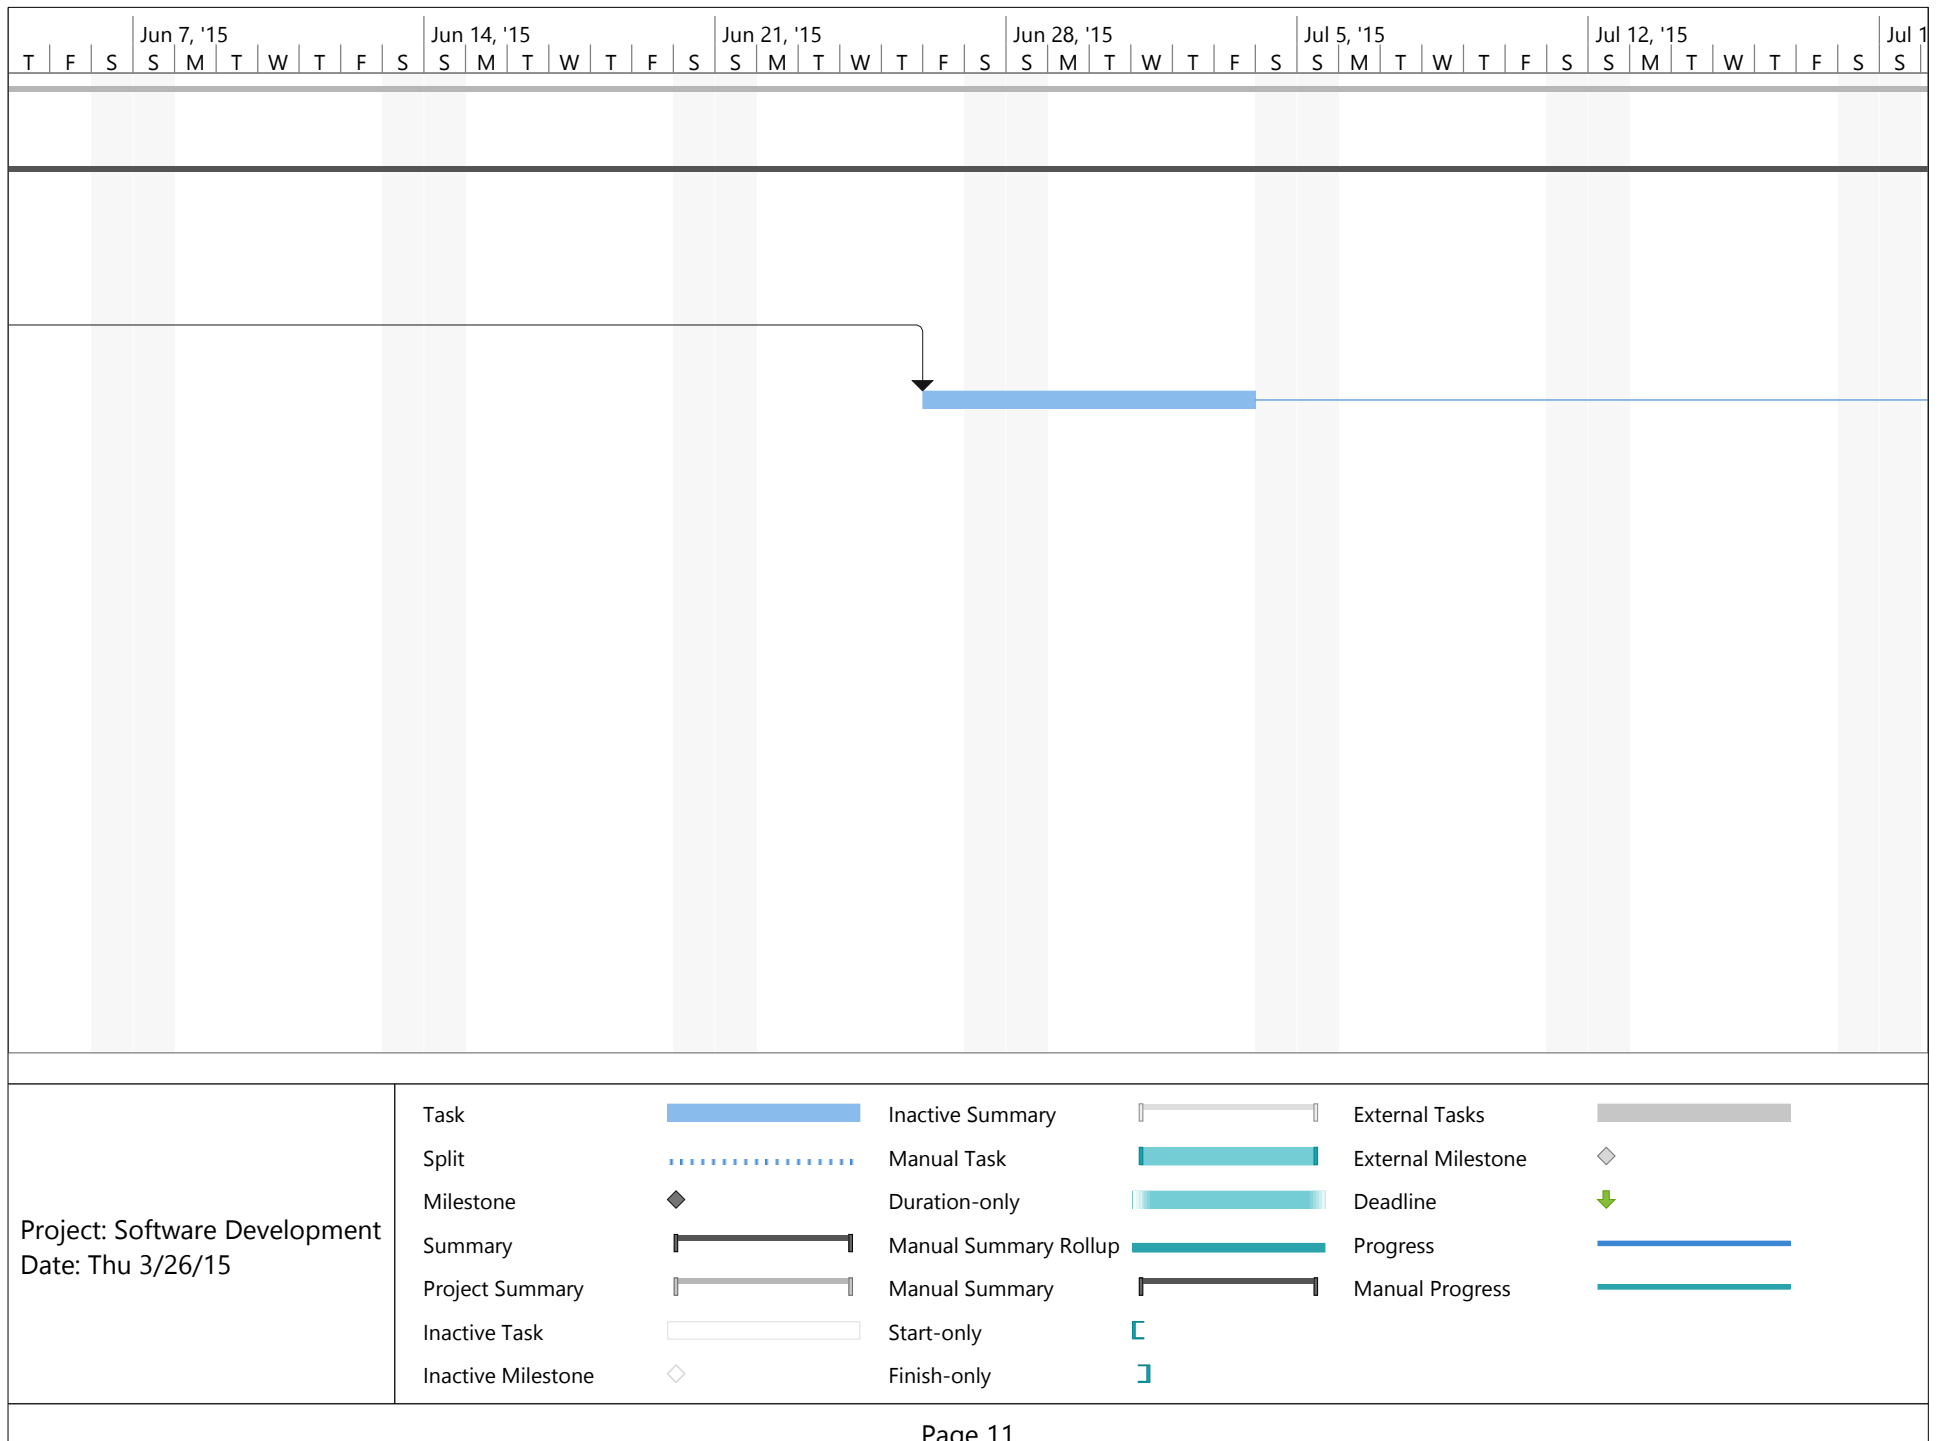 Jun 7, '15 Jun 14, '15 Jun 21, '15 Jun 28, '15 Jul 5, '15 Jul 12, '15 Jul 1
T F S S M T W T F S S M T W T F S S M T W T F S S M T W T F S S M T W T F S S M T W T F S S
Task Inactive Summary External Tasks
Split Manual Task External Milestone
Milestone Duration-only Deadline
Project: Software Development
Date: Thu 3/26/15
Summary Manual Summary Rollup Progress
Project Summary Manual Summary Manual Progress
Inactive Task Start-only
Inactive Milestone Finish-only
Page 11